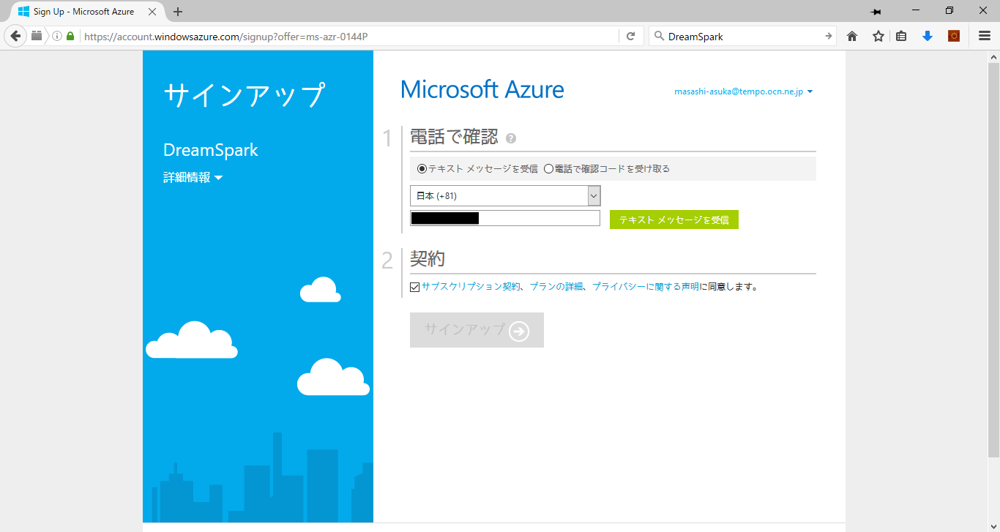 Sign Up - Microsoft Azure
https://account.windowsazure.com/signup?offer=ms-azr-0144P
DreamSpark
サインアップ
DreamSpark
詳細情報
Microsoft Azure
masashi-asuka@tempo.ocn.ne.jp
1
電話で確認
?
テキスト メッセージを受信 電話で確認コードを受け取る
日本 (+81)
テキスト メッセージを受信
2
契約
サブスクリプション契約、プランの詳細、プライバシーに関する声明に同意します。
サインアップ